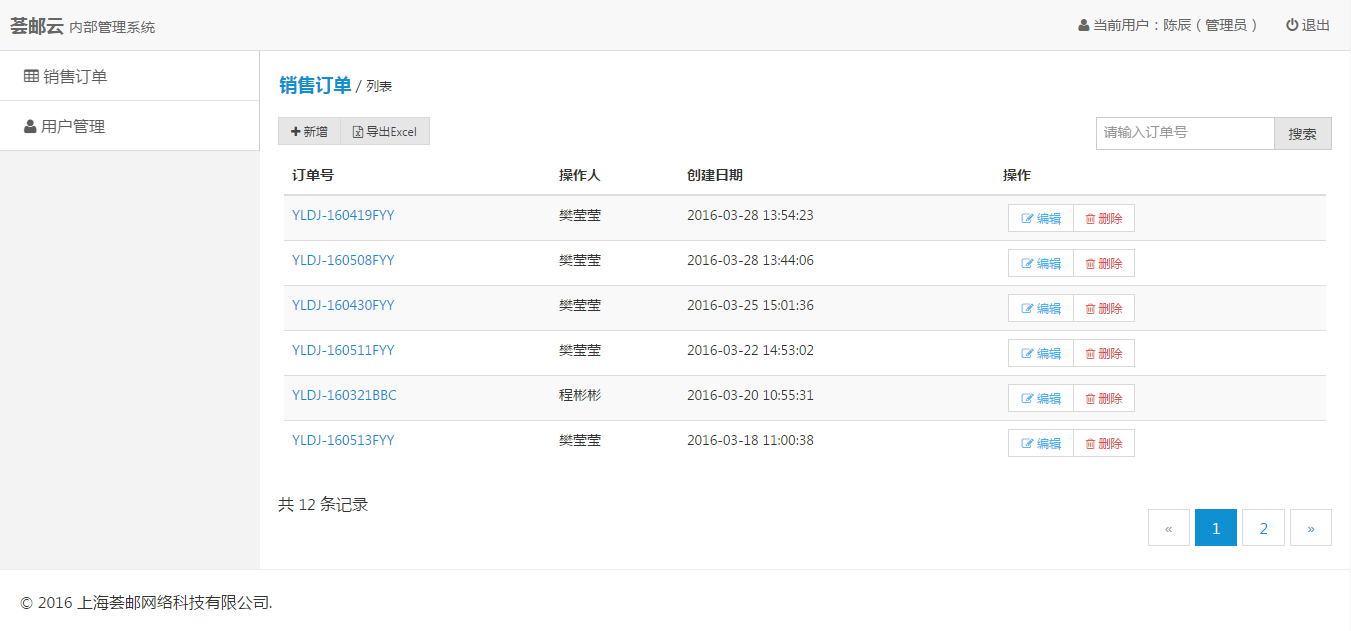 荟邮云 内部管理系统
当前用户：陈辰（管理员） 退出
销售订单
用户管理
销售订单 / 列表
新增 导出Excel
请输入订单号 搜索
订单号 操作人 创建日期 操作
YLDJ-160419FYY 樊莹莹 2016-03-28 13:54:23 编辑 删除
YLDJ-160508FYY 樊莹莹 2016-03-28 13:44:06 编辑 删除
YLDJ-160430FYY 樊莹莹 2016-03-25 15:01:36 编辑 删除
YLDJ-160511FYY 樊莹莹 2016-03-22 14:53:02 编辑 删除
YLDJ-160321BBC 程彬彬 2016-03-20 10:55:31 编辑 删除
YLDJ-160513FYY 樊莹莹 2016-03-18 11:00:38 编辑 删除
共 12 条记录
« 1 2 »
© 2016 上海荟邮网络科技有限公司.